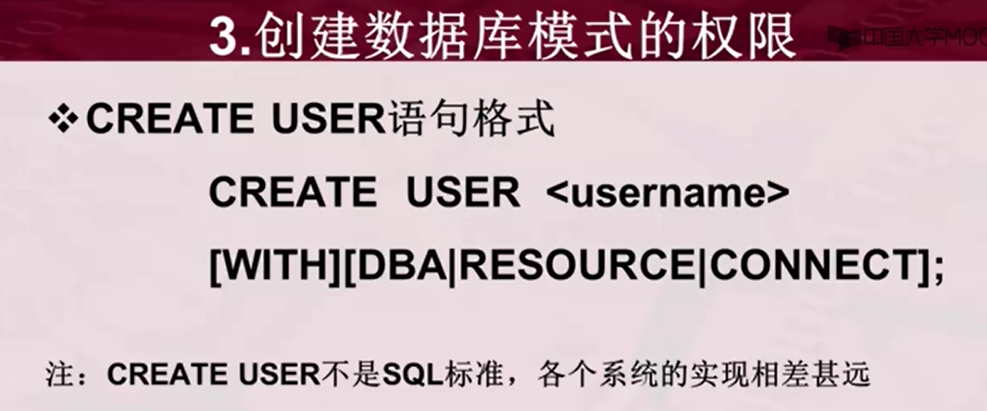 3.创建数据库模式的权限
中国大学MOO
❖CREATE USER语句格式
CREATE USER <username>
[WITH][DBA|RESOURCE|CONNECT];
注：CREATE USER不是SQL标准，各个系统的实现相差甚远